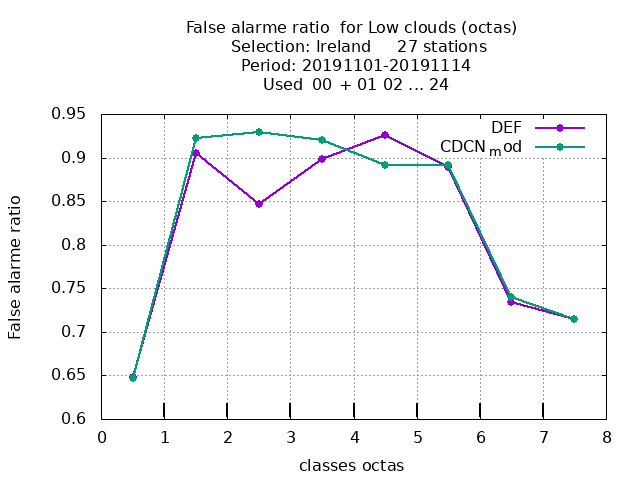 False alarme ratio  for Low clouds (octas)
Selection: Ireland     27 stations
Period: 20191101-20191114
Used  00  + 01 02 ... 24
DEF
CDCNmod
0.95
0.9
0.85
0.8
0.75
0.7
0.65
0.6
False alarme ratio
0 1 2 3 4 5 6 7 8
classes octas